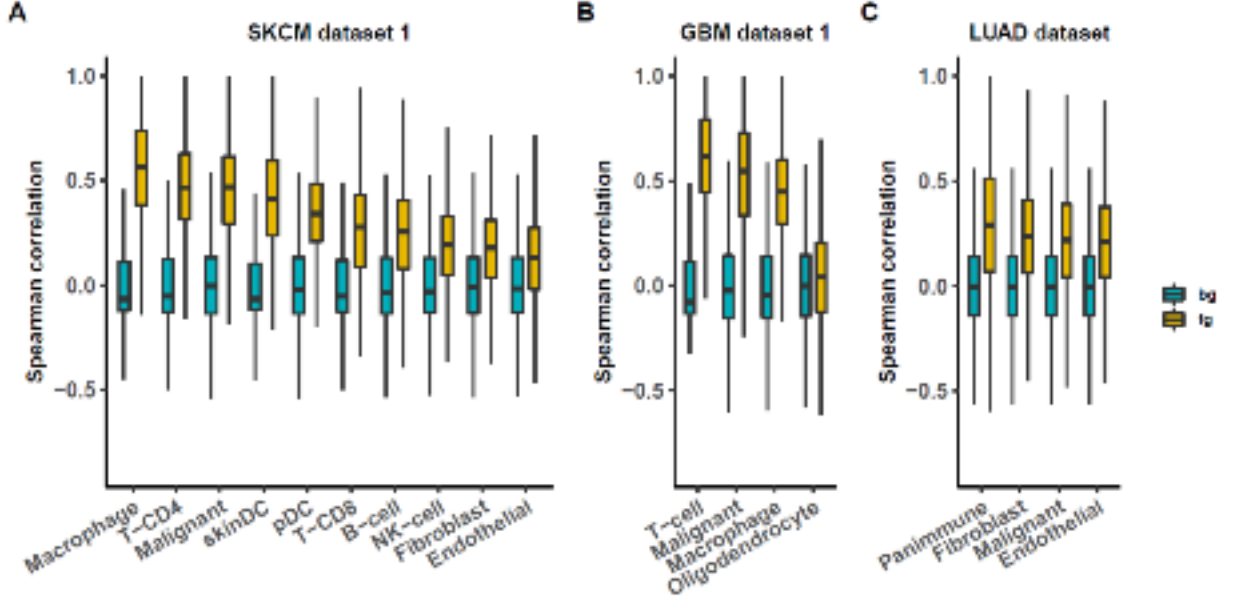 A
SKCM dataset 1
Spearman correlation
1.0
0.5
0.0
−0.5
Macrophage
T−CD4
Malignant
skinDC
pDC
T−CD8
B−cell
NK−cell
Fibroblast
Endothelial
B
GBM dataset 1
Spearman correlation
1.0
0.5
0.0
−0.5
T−cell
Malignant
Macrophage
Oligodendrocyte
C
LUAD dataset
Spearman correlation
1.0
0.5
0.0
−0.5
Panimmune
Fibroblast
Malignant
Endothelial
bg
fg